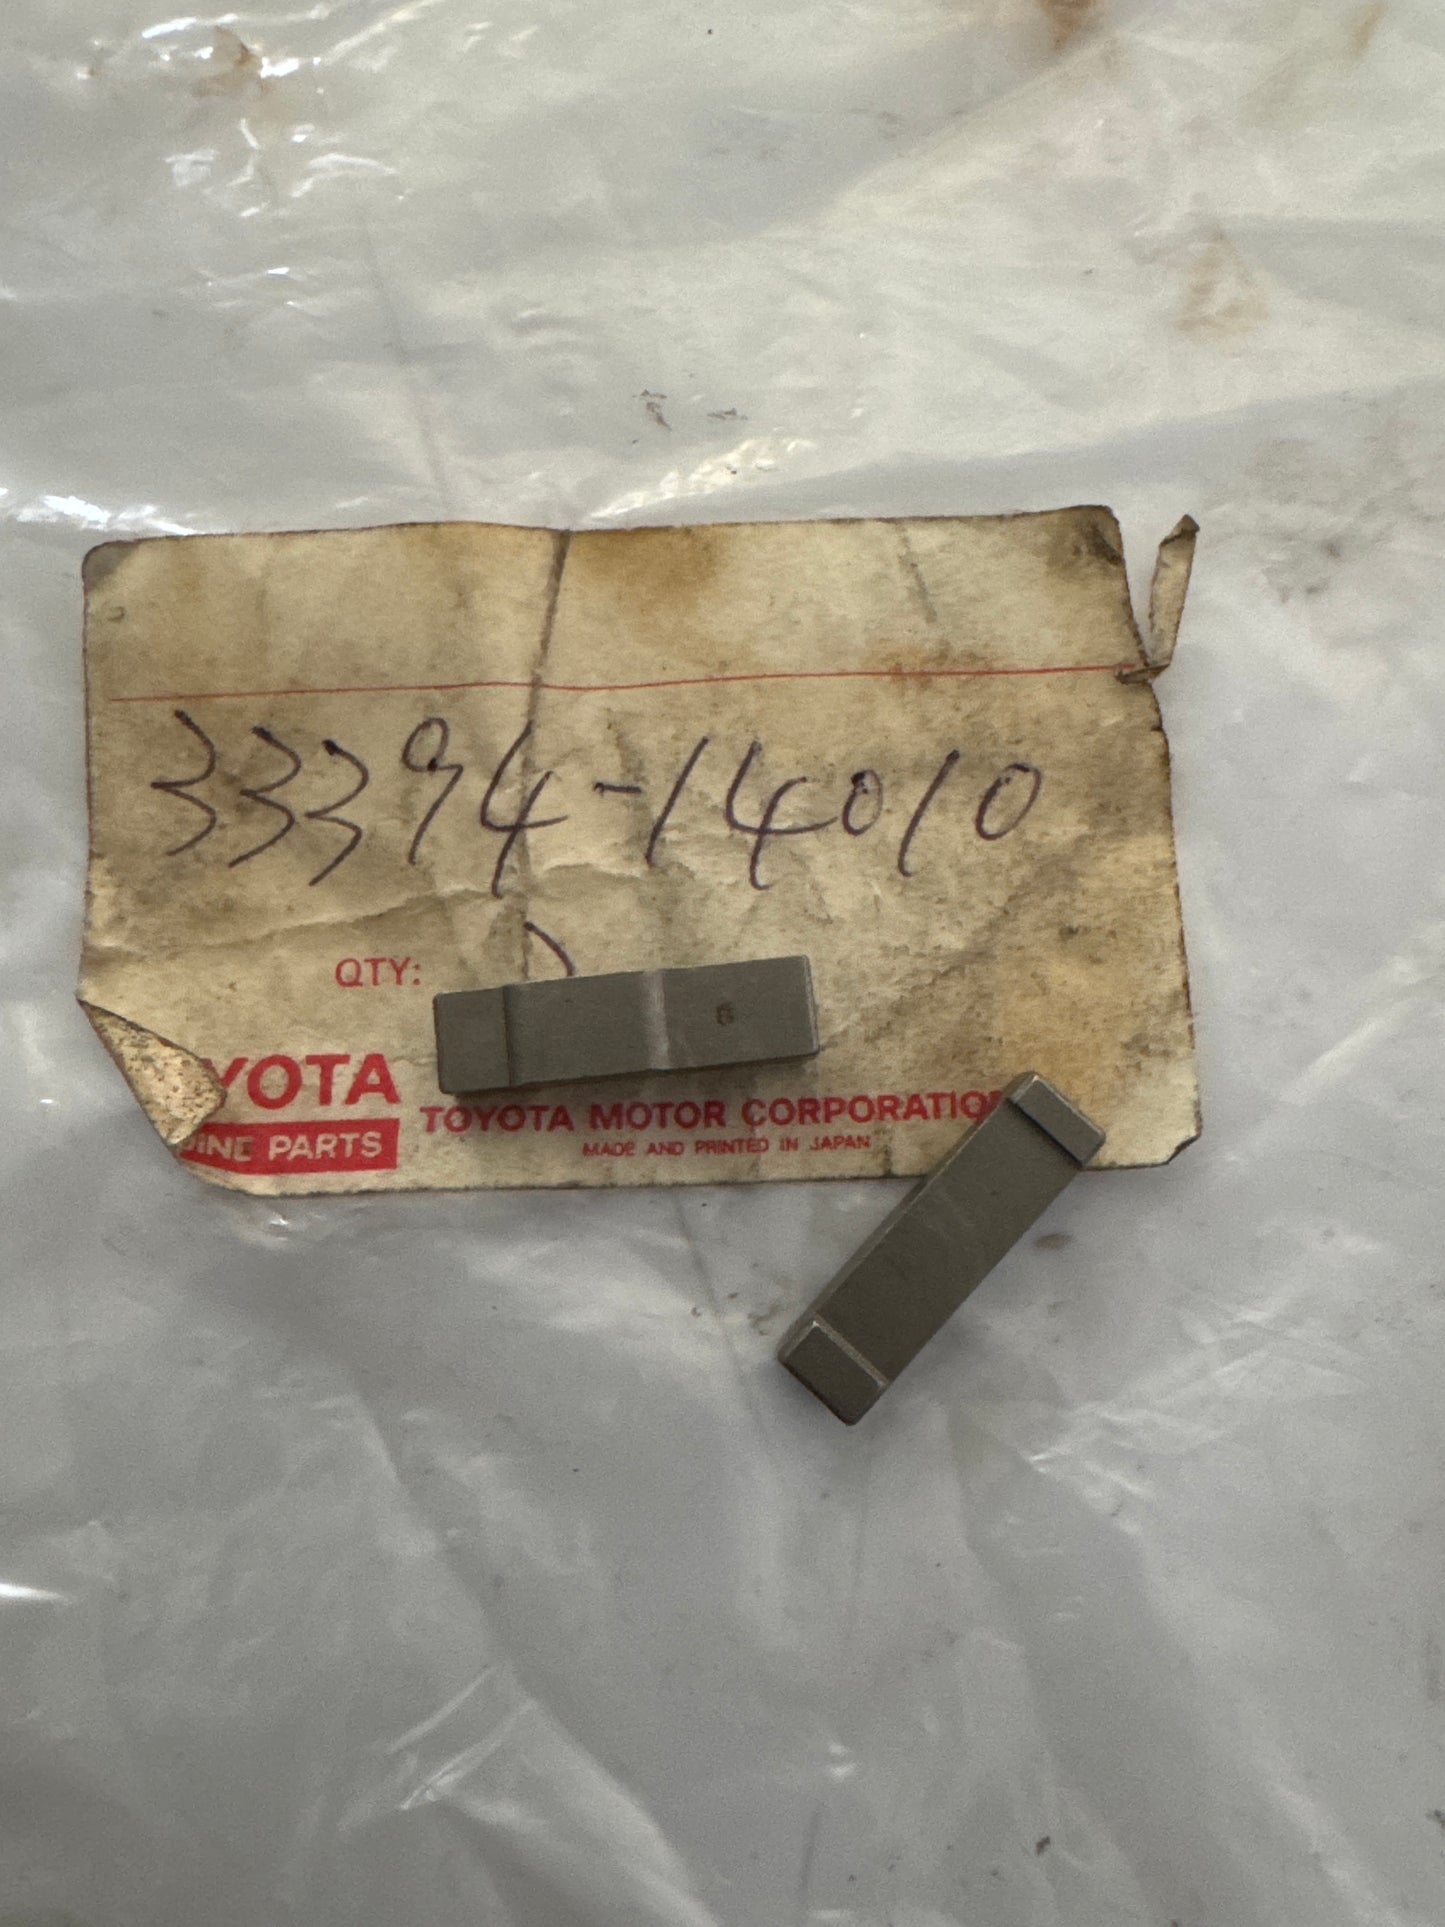 33394-14010
QTY:
YOTA
TOYOTA MOTOR CORPORATIO
INE PARTS
MADE AND PRINTED IN JAPAN